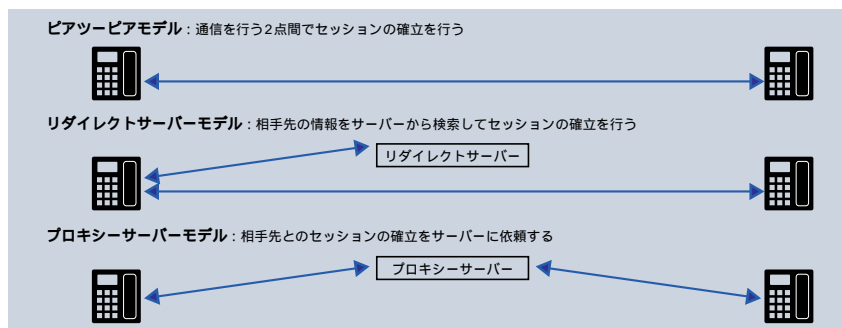 ピアツーピアモデル：通信を行う2点間でセッションの確立を行う
リダイレクトサーバーモデル：相手先の情報をサーバーから検索してセッションの確立を行う
リダイレクトサーバー
プロキシーサーバーモデル：相手先とのセッションの確立をサーバーに依頼する
プロキシーサーバー